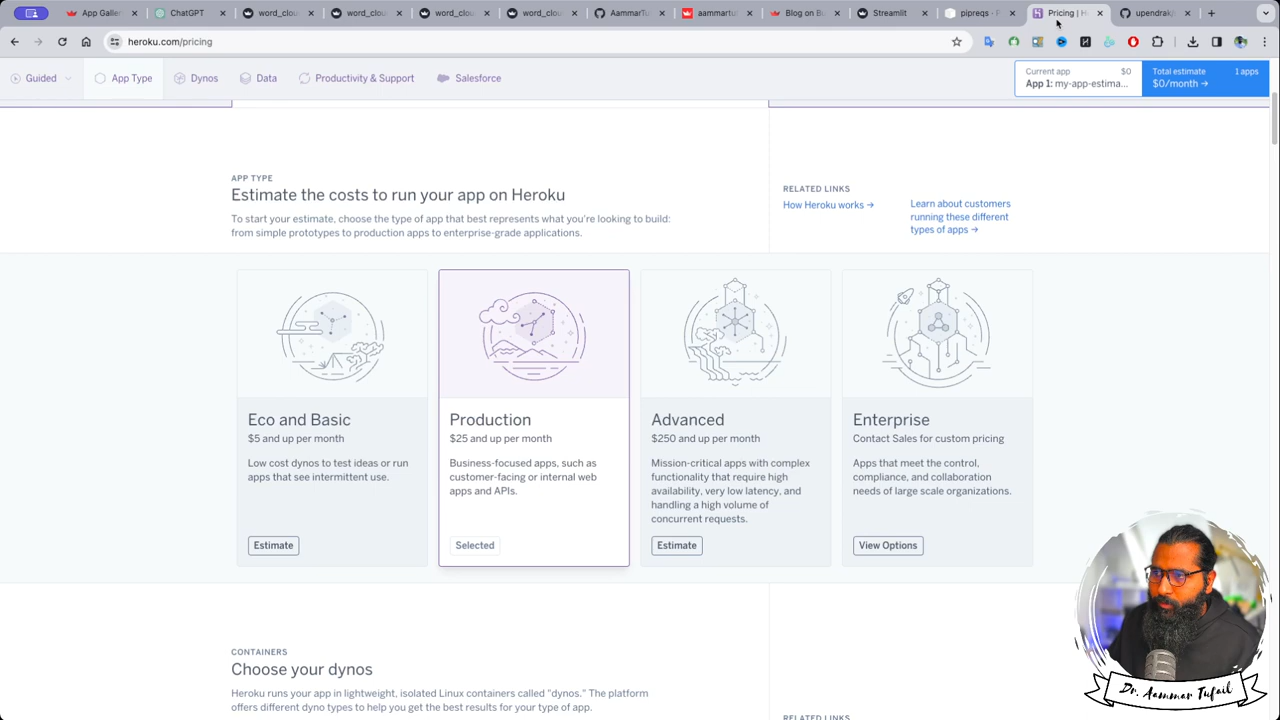 App Galler
ChatGPT
word_clou
word_clou
word_clou
word_clou
AammarTu
aammartu
Blog on Bu
Streamlit
pipreqs · P
Pricing | H
upendrak/
heroku.com/pricing
Guided
App Type
Dynos
Data
Productivity & Support
Salesforce
Current app $0
App 1: my-app-estima...
Total estimate 1 apps
$0/month →
APP TYPE
Estimate the costs to run your app on Heroku
To start your estimate, choose the type of app that best represents what you're looking to build:
from simple prototypes to production apps to enterprise-grade applications.
RELATED LINKS
How Heroku works →
Learn about customers
running these different
types of apps →
Eco and Basic
$5 and up per month
Low cost dynos to test ideas or run
apps that see intermittent use.
Estimate
Production
$25 and up per month
Business-focused apps, such as
customer-facing or internal web
apps and APIs.
Selected
Advanced
$250 and up per month
Mission-critical apps with complex
functionality that require high
availability, very low latency, and
handling a high volume of
concurrent requests.
Estimate
Enterprise
Contact Sales for custom pricing
Apps that meet the control,
compliance, and collaboration
needs of large scale organizations.
View Options
CONTAINERS
Choose your dynos
Heroku runs your app in lightweight, isolated Linux containers called "dynos." The platform
offers different dyno types to help you get the best results for your type of app.
RELATED LINKS
Dr. Aammar Tufail